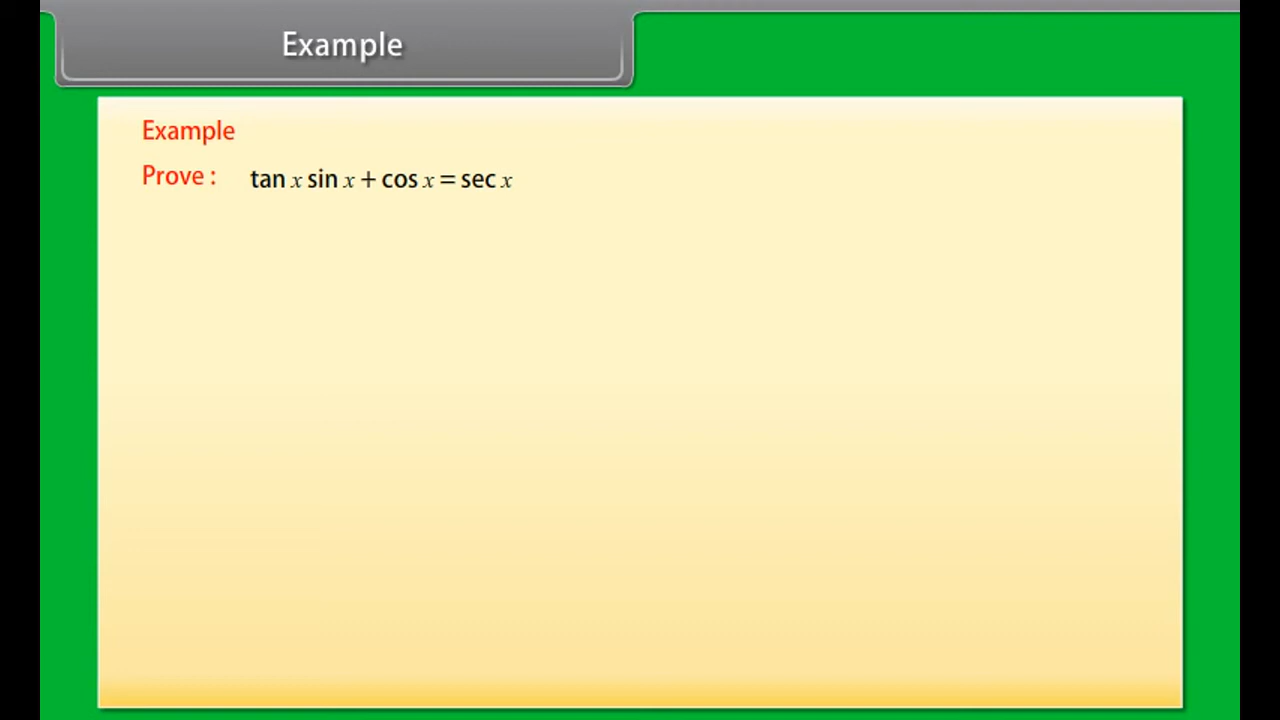 Example
Example
Prove : tan x sin x + cos x = sec x